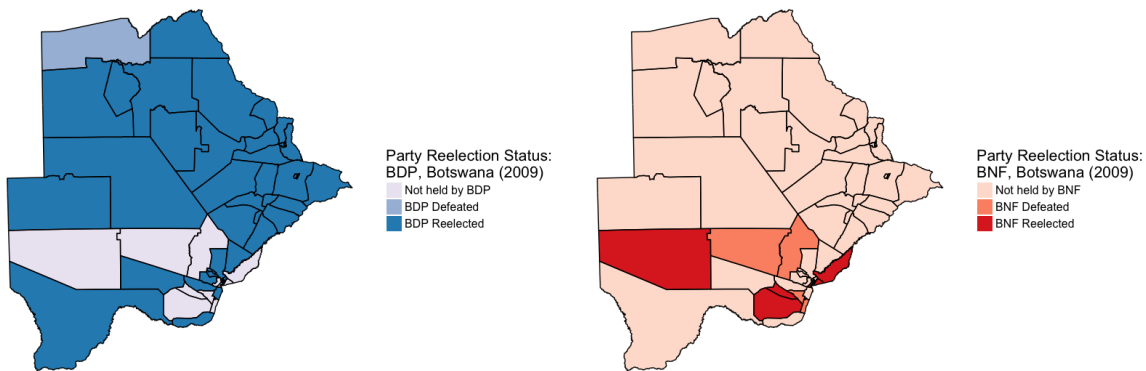 Party Reelection Status:
BDP, Botswana (2009)
Not held by BDP
BDP Defeated
BDP Reelected
Party Reelection Status:
BNF, Botswana (2009)
Not held by BNF
BNF Defeated
BNF Reelected